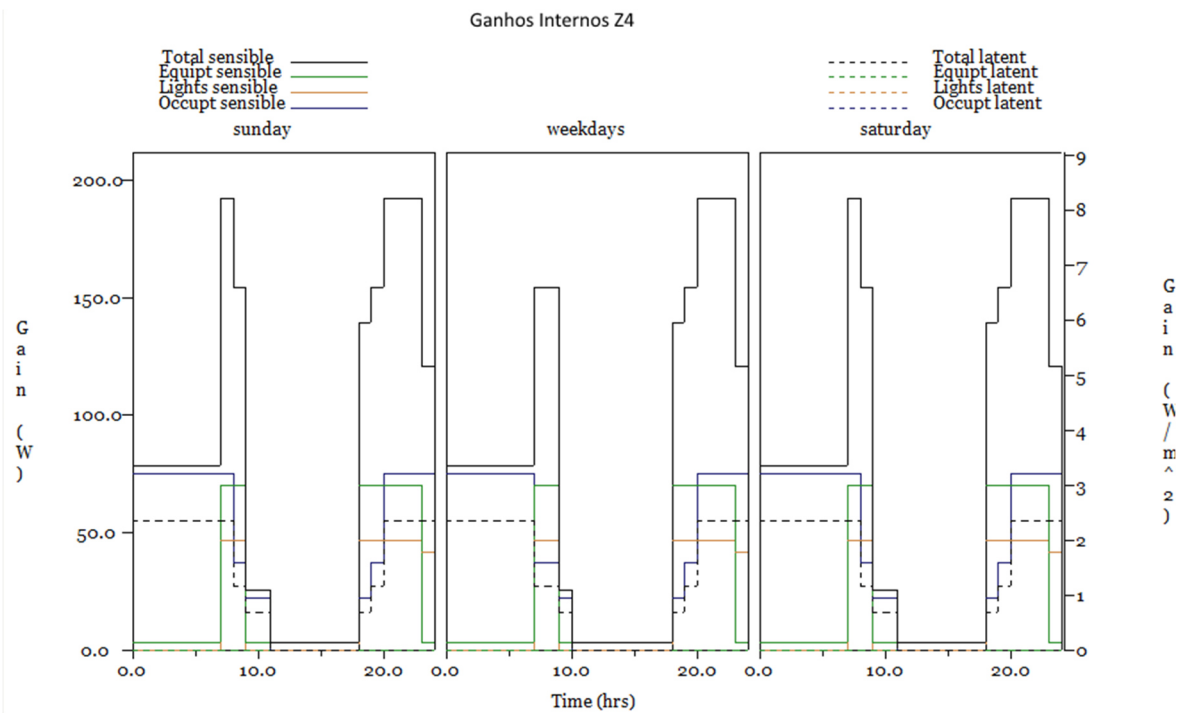 Ganhos Internos Z4
Total sensible
Equipt sensible
Lights sensible
Occupt sensible
Total latent
Equipt latent
Lights latent
Occupt latent
sunday
weekdays
saturday
200.0
150.0
100.0
50.0
0.0
9
8
7
6
5
4
3
2
1
0
Gain (W)
Gain (W/m^2)
0.0 10.0 20.0 0.0 10.0 20.0 0.0 10.0 20.0
Time (hrs)